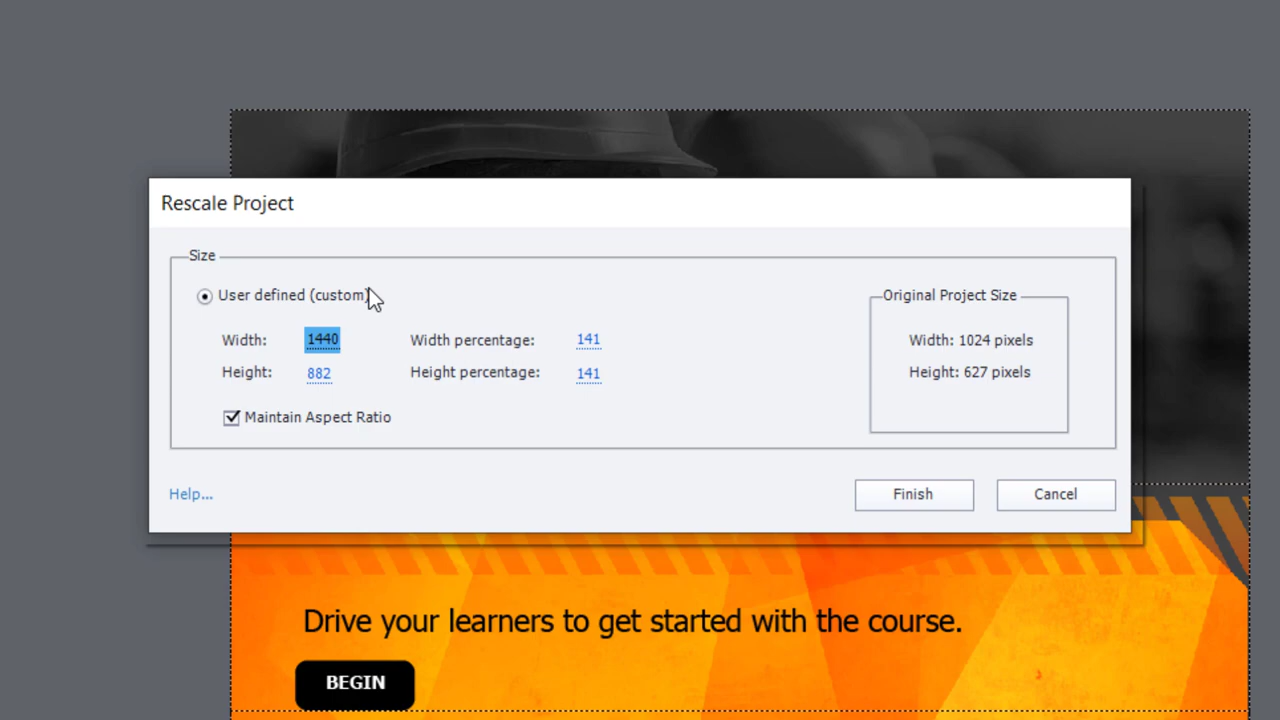 Rescale Project
Size
User defined (custom)
Original Project Size
Width: 1440 Width percentage: 141 Width: 1024 pixels
Height: 882 Height percentage: 141 Height: 627 pixels
Maintain Aspect Ratio
Help... Finish Cancel
Drive your learners to get started with the course.
BEGIN